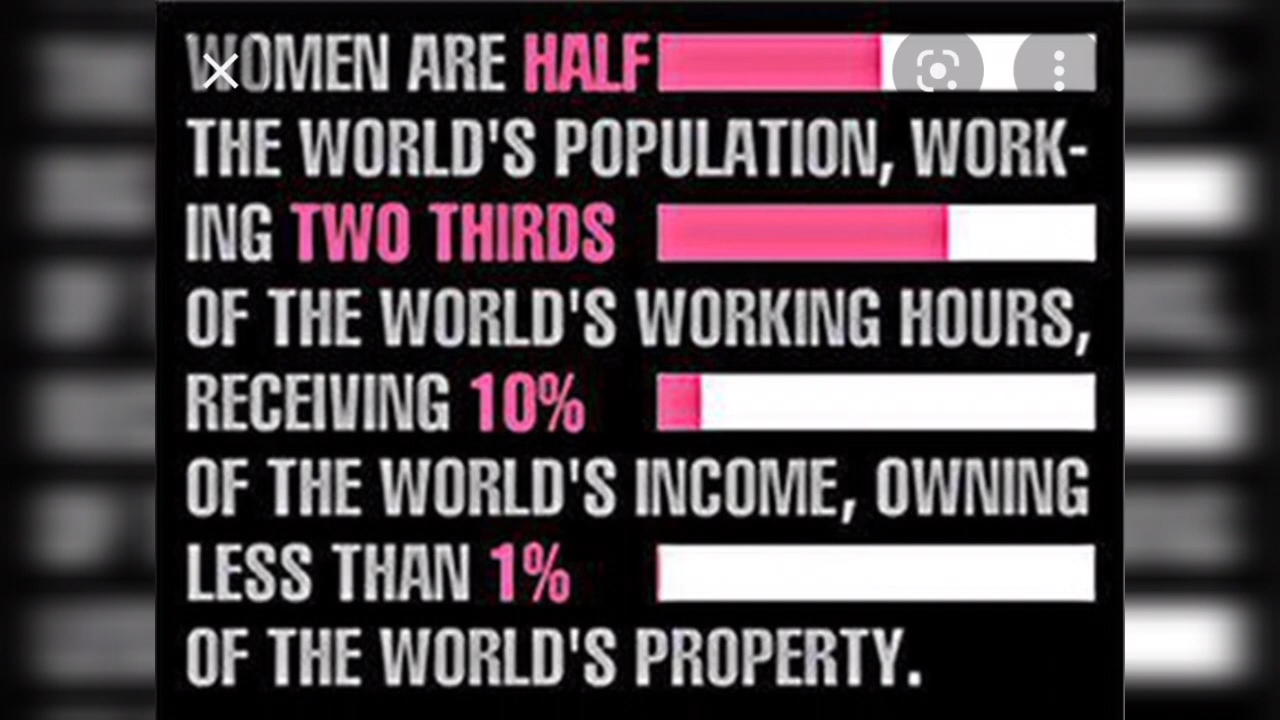 WOMEN ARE HALF
THE WORLD'S POPULATION, WORK-
ING TWO THIRDS
OF THE WORLD'S WORKING HOURS,
RECEIVING 10%
OF THE WORLD'S INCOME, OWNING
LESS THAN 1%
OF THE WORLD'S PROPERTY.